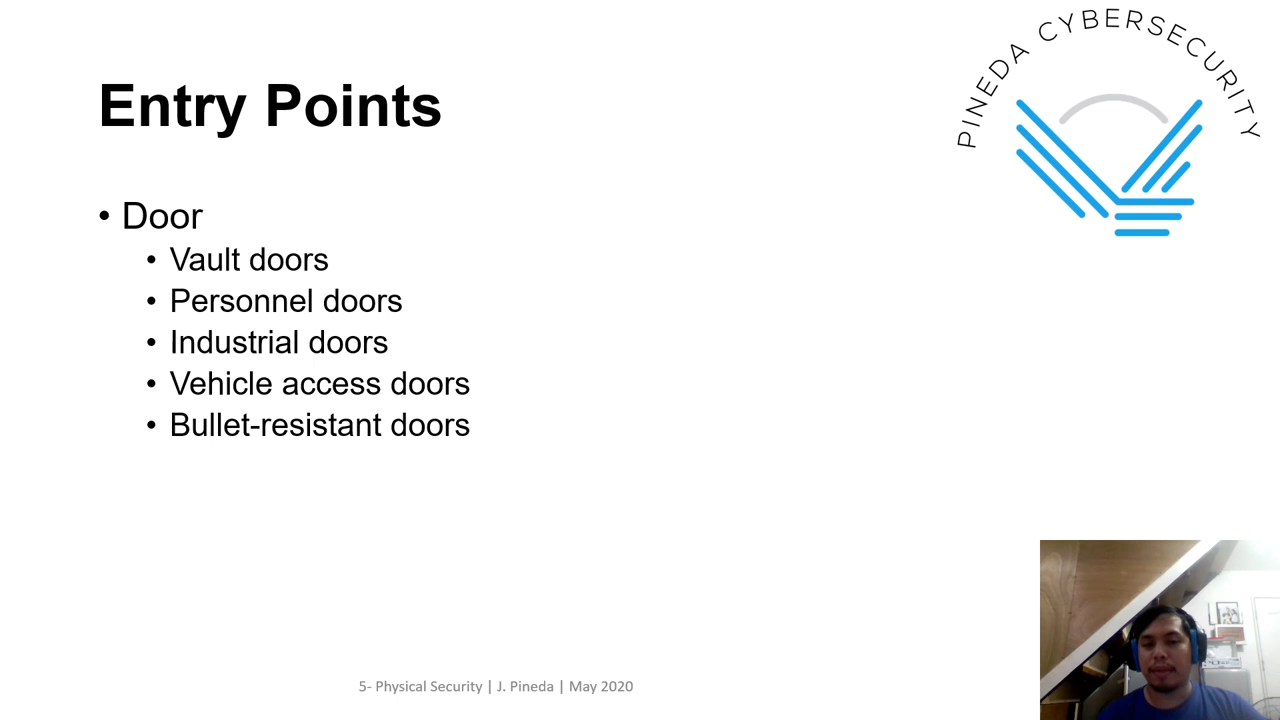 PINEDA CYBERSECURITY
Entry Points
• Door
• Vault doors
• Personnel doors
• Industrial doors
• Vehicle access doors
• Bullet-resistant doors
5- Physical Security | J. Pineda | May 2020